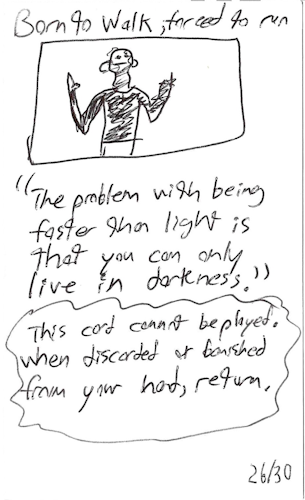 Born to Walk, forced to run
"The problem with being
faster than light is
that you can only
live in darkness."
This card cannot be played.
When discarded or banished
from your hand, return.
26/30